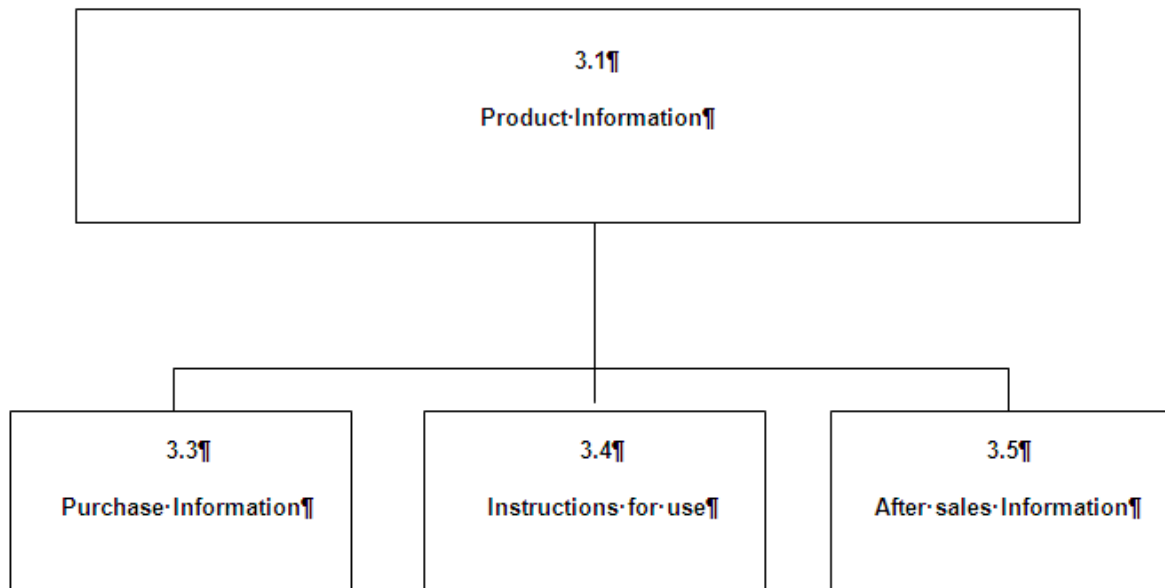 3.1¶
Product·Information¶
3.3¶
Purchase·Information¶
3.4¶
Instructions·for·use¶
3.5¶
After·sales·Information¶